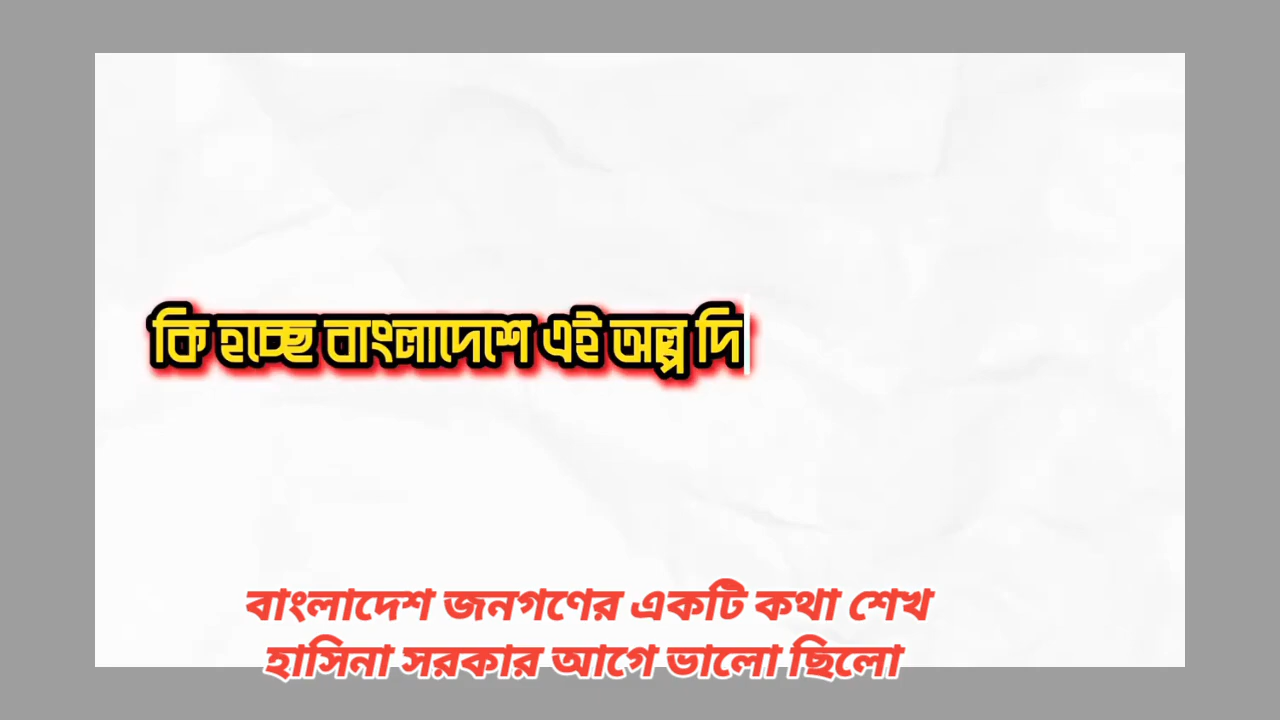 কি হচ্ছে বাংলাদেশে এই অল্প দি
বাংলাদেশ জনগণের একটি কথা শেখ
হাসিনা সরকার আগে ভালো ছিলো